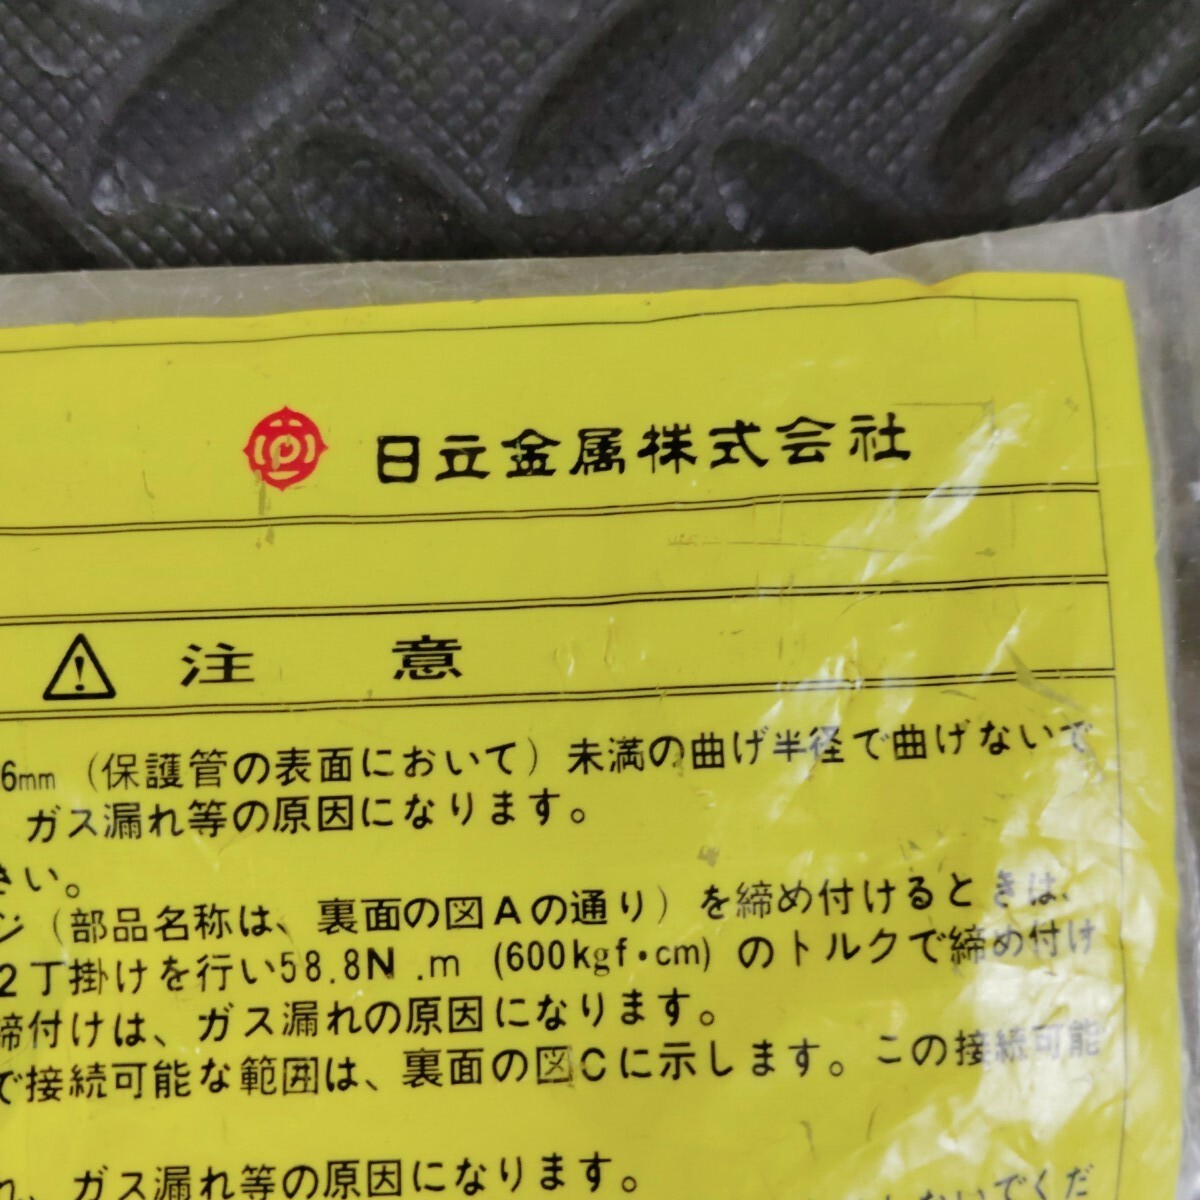 日立金属株式会社
注 意
6mm (保護管の表面において) 未満の曲げ半径で曲げないで
、ガス漏れ等の原因になります。
さい。
ジ (部品名称は、裏面の図Aの通り) を締め付けるときは、
2丁掛けを行い58.8N.m (600kgf・cm) のトルクで締め付け
締付けは、ガス漏れの原因になります。
で接続可能な範囲は、裏面の図Cに示します。この接続可能
れ、ガス漏れ等の原因になります。
ないでくだ